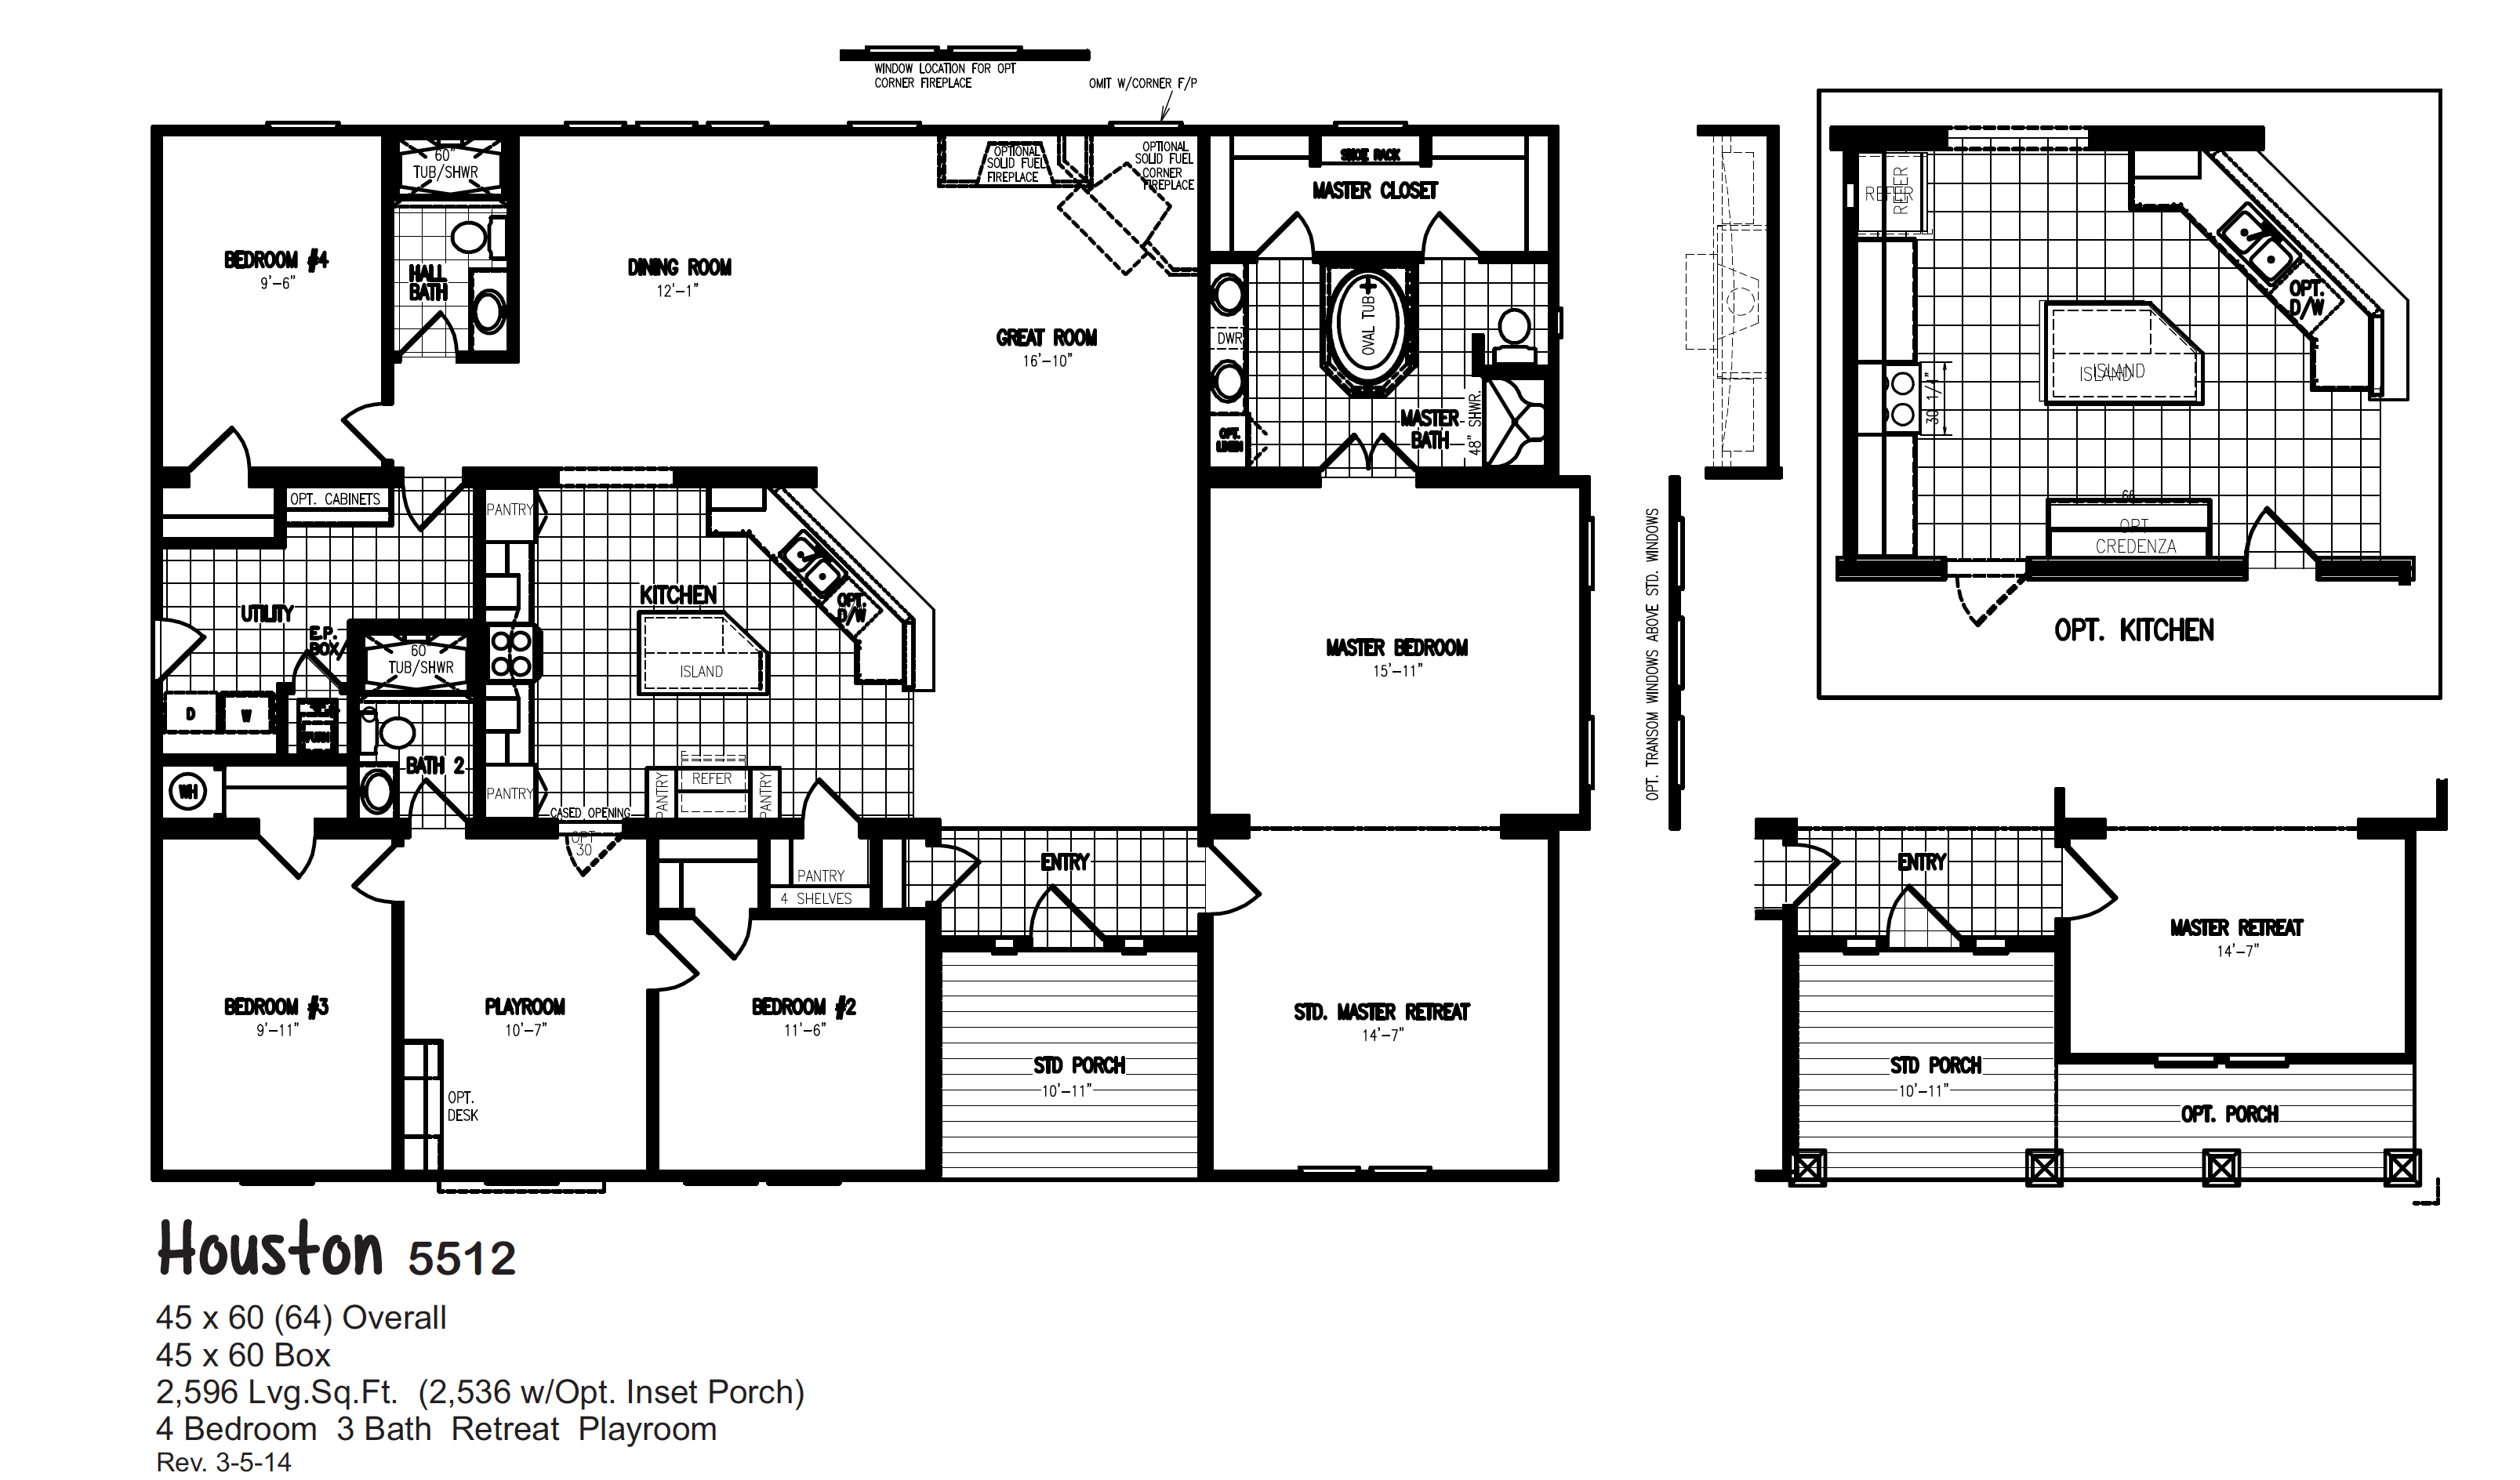 WINDOW LOCATION FOR OPT
CORNER FIREPLACE
OMIT W/CORNER F/P
60"
TUB/SHWR
OPTIONAL
SOLID FUEL
FIREPLACE
OPTIONAL
SOLID FUEL
CORNER
FIREPLACE
SHOE RACK
MASTER CLOSET
BEDROOM #4
9'-6"
HALL
BATH
DINING ROOM
12'-1"
GREAT ROOM
16'-10"
DWR
OVAL TUB
OPT.
LINEN
MASTER
BATH
48" SHWR.
OPT. CABINETS
PANTRY
UTILITY
E.P.
BOX
60"
TUB/SHWR
KITCHEN
OPT.
D/W
ISLAND
D
W
FURN
BATH 2
WH
PANTRY
CASED OPENING
OPT
30
PANTRY
REFER
PANTRY
MASTER BEDROOM
15'-11"
OPT. TRANSOM WINDOWS ABOVE STD. WINDOWS
PANTRY
4 SHELVES
ENTRY
BEDROOM #3
9'-11"
PLAYROOM
10'-7"
OPT.
DESK
BEDROOM #2
11'-6"
STD PORCH
10'-11"
STD. MASTER RETREAT
14'-7"
REFER
REFER
OPT.
D/W
ISLAND
ISLAND
30 1/4"
66
OPT
CREDENZA
OPT. KITCHEN
ENTRY
MASTER RETREAT
14'-7"
STD PORCH
10'-11"
OPT. PORCH
Houston 5512
45 x 60 (64) Overall
45 x 60 Box
2,596 Lvg.Sq.Ft. (2,536 w/Opt. Inset Porch)
4 Bedroom 3 Bath Retreat Playroom
Rev. 3-5-14